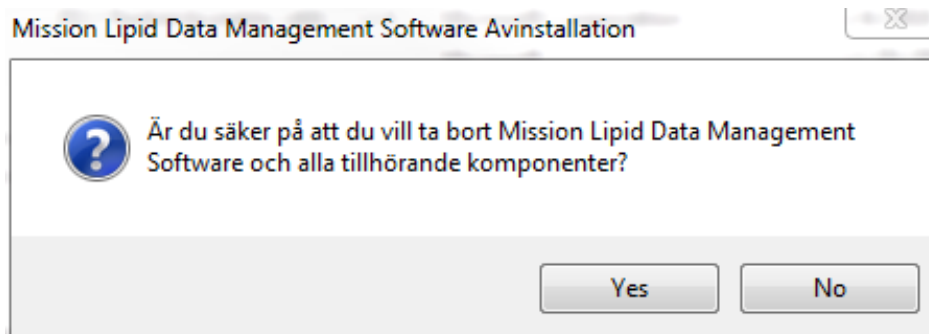 Mission Lipid Data Management Software Avinstallation
Är du säker på att du vill ta bort Mission Lipid Data Management
Software och alla tillhörande komponenter?
Yes
No